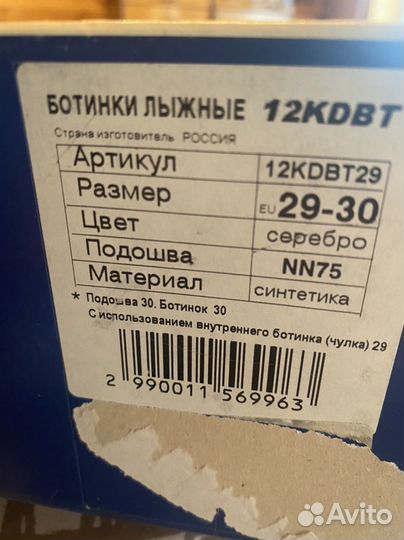 БОТИНКИ ЛЫЖНЫЕ 12KDBT
Страна изготовитель РОССИЯ
Артикул 12KDBT29
Размер EU 29-30
Цвет серебро
Подошва NN75
Материал синтетика
* Подошва 30. Ботинок 30
С использованием внутреннего ботинка (чулка) 29
2 990011 569963
Avito